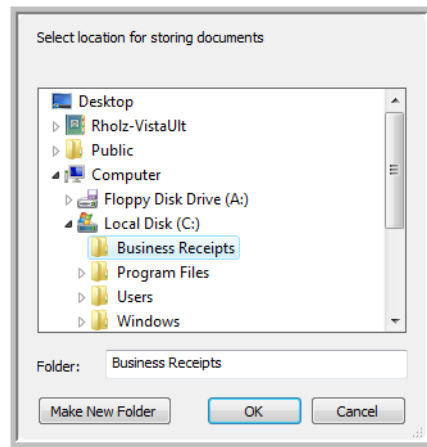 Select location for storing documents
Desktop
Rholz-VistaUlt
Public
Computer
Floppy Disk Drive (A:)
Local Disk (C:)
Business Receipts
Program Files
Users
Windows
Folder: Business Receipts
Make New Folder OK Cancel